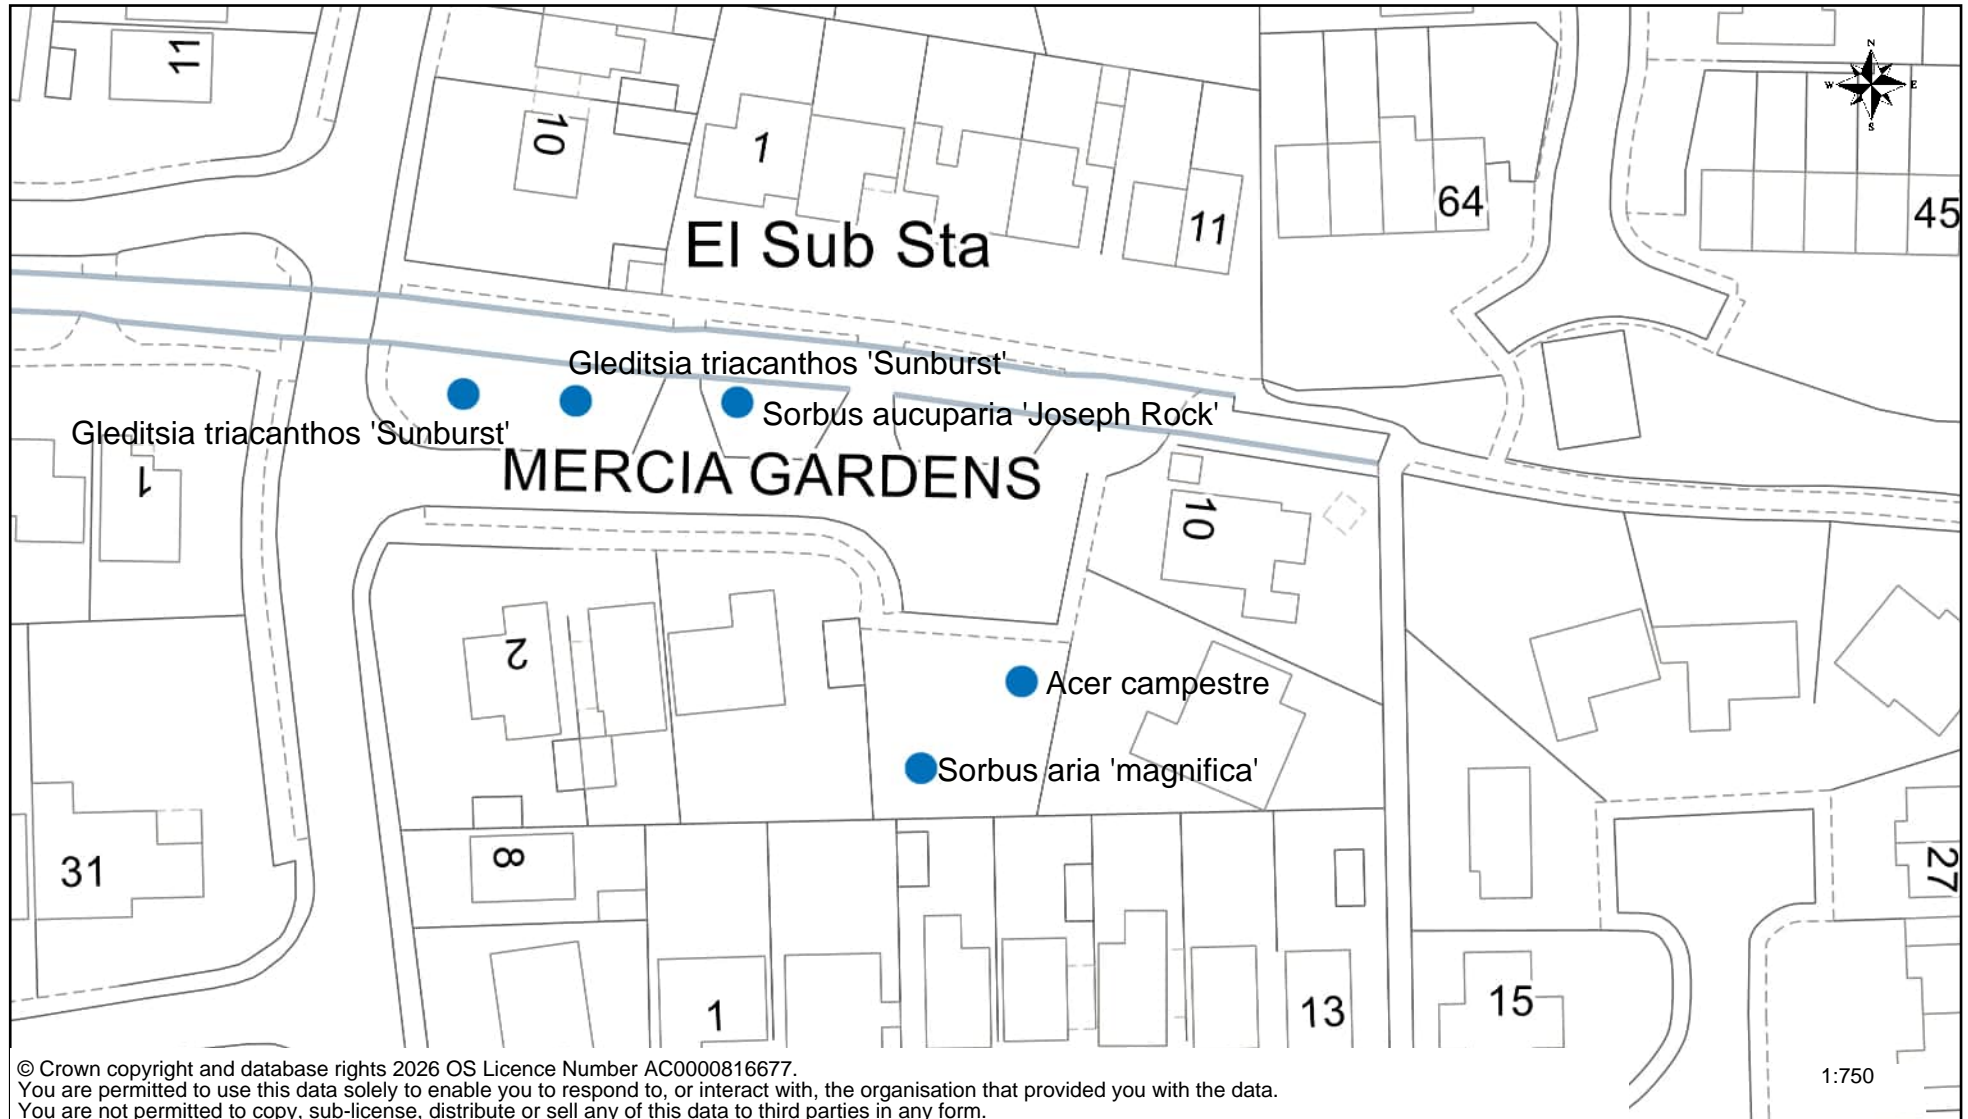 11
10
1
El Sub Sta
11
64
45
N
W
E
S
Gleditsia triacanthos 'Sunburst'
Sorbus aucuparia 'Joseph Rock'
Gleditsia triacanthos 'Sunburst'
MERCIA GARDENS
1
10
2
Acer campestre
Sorbus aria 'magnifica'
31
8
27
1
13
15
© Crown copyright and database rights 2026 OS Licence Number AC0000816677.
You are permitted to use this data solely to enable you to respond to, or interact with, the organisation that provided you with the data.
You are not permitted to copy, sub-license, distribute or sell any of this data to third parties in any form.
1:750